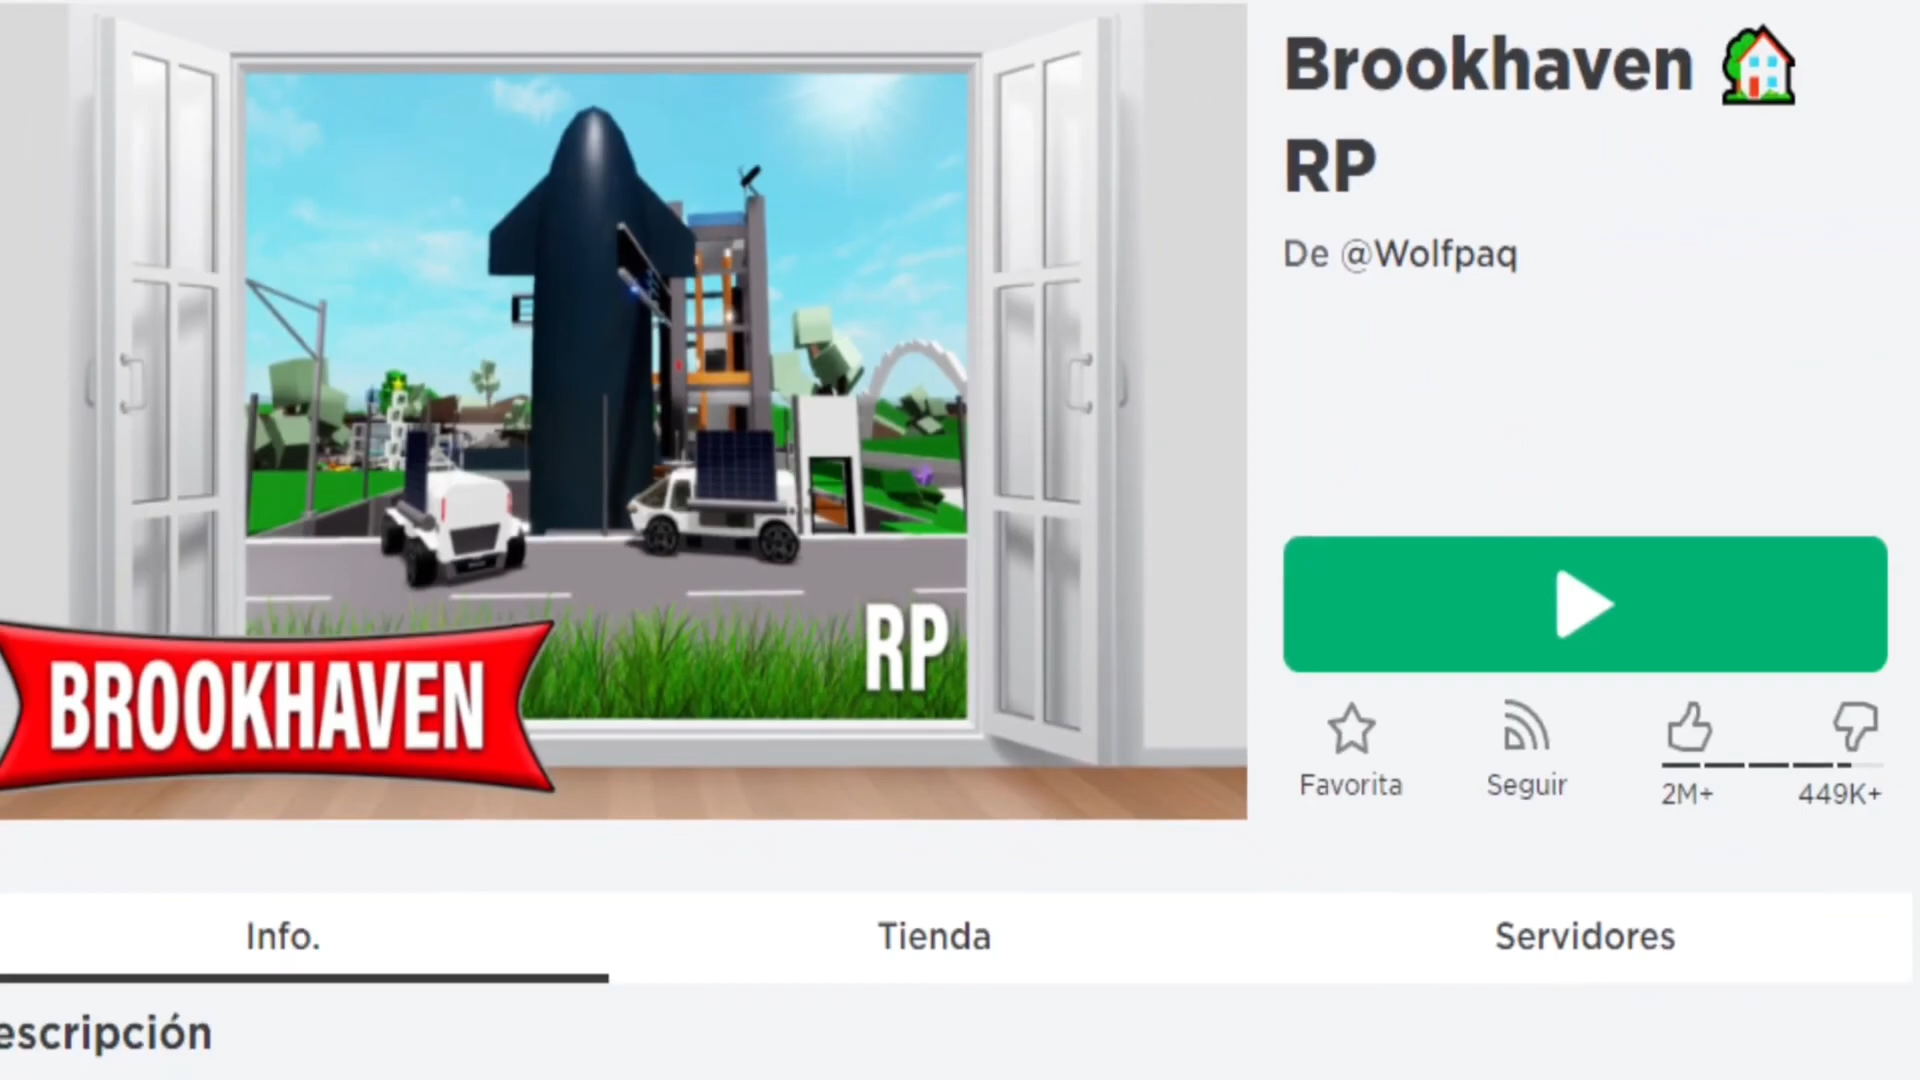 Brookhaven 🏠
RP
De @Wolfpaq
RP
BROOKHAVEN
Favorita
Seguir
2M+
449K+
Info.
Tienda
Servidores
escripción